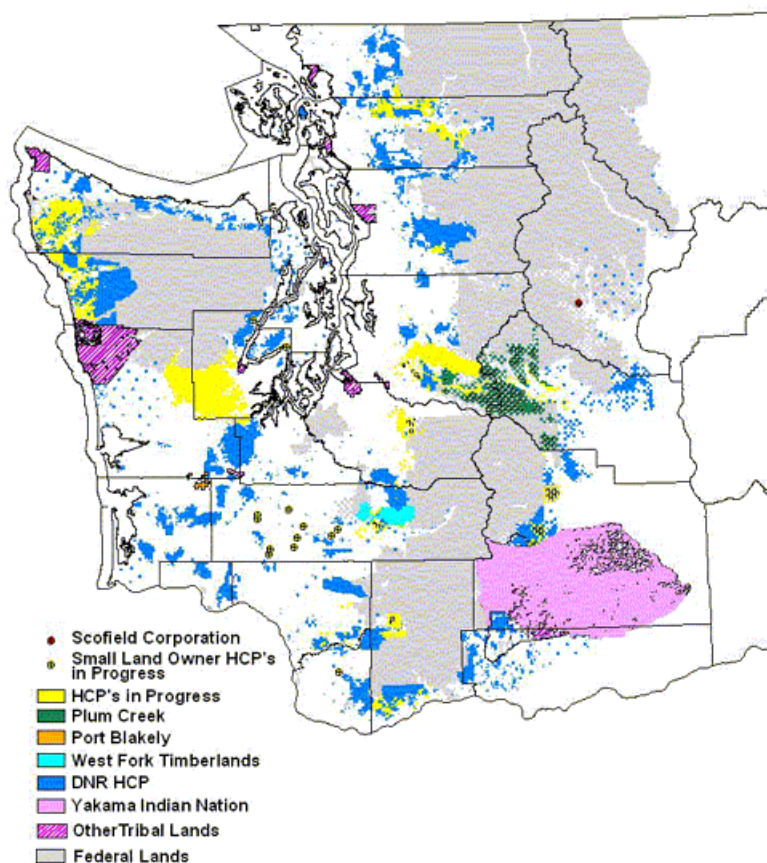 Scofield Corporation
Small Land Owner HCP's
in Progress
HCP's in Progress
Plum Creek
Port Blakely
West Fork Timberlands
DNR HCP
Yakama Indian Nation
OtherTribal Lands
Federal Lands